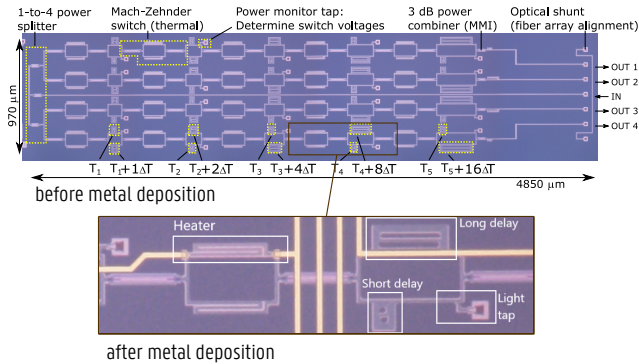 1-to-4 power
splitter
Mach-Zehnder
switch (thermal)
Power monitor tap:
Determine switch voltages
3 dB power
combiner (MMI)
Optical shunt
(fiber array alignment)
970 µm
OUT 1
OUT 2
IN
OUT 3
OUT 4
T1 T1+1ΔT T2 T2+2ΔT T3 T3+4ΔT T4 T4+8ΔT T5 T5+16ΔT
before metal deposition
4850 µm
Heater
Long delay
Short delay
Light
tap
after metal deposition